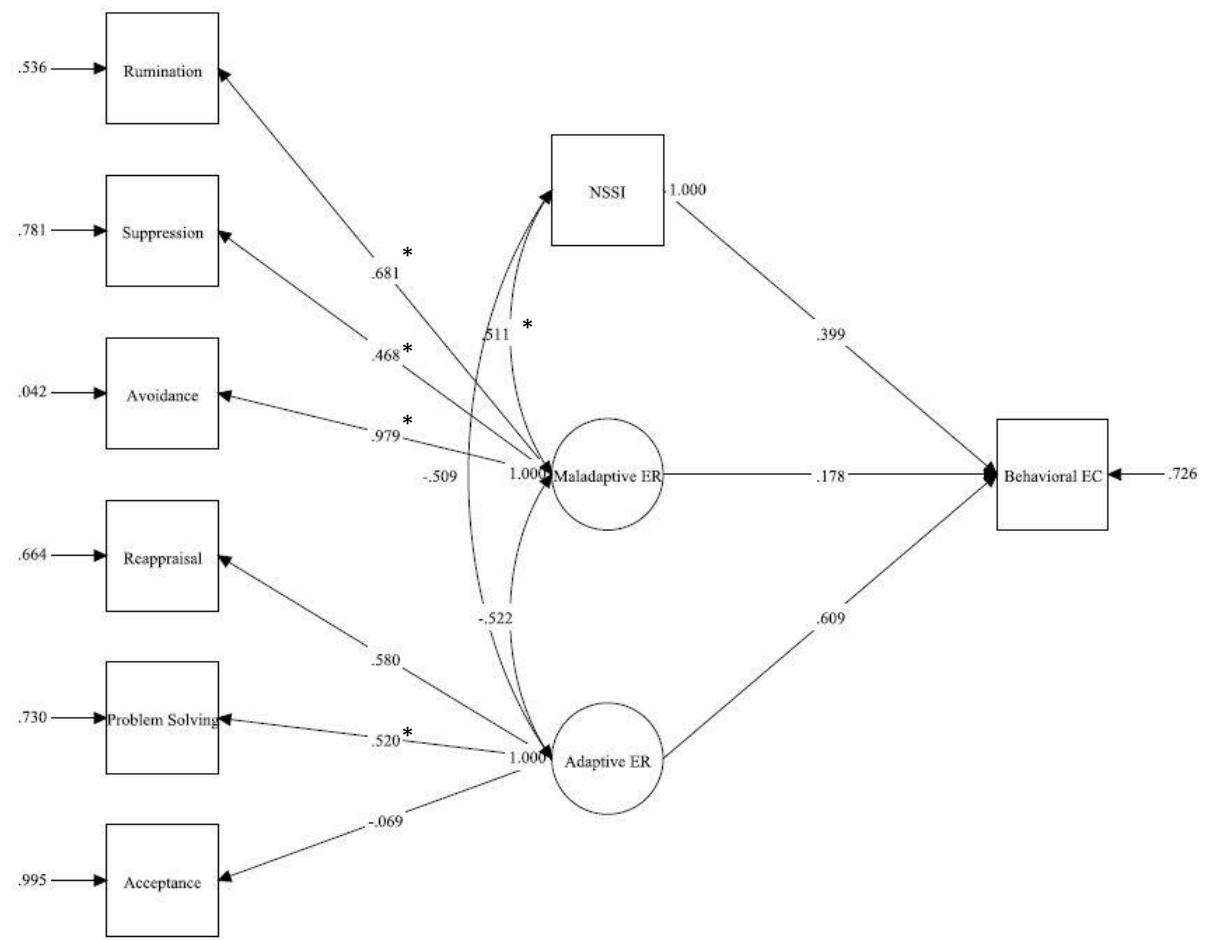 .536
Rumination
NSSI
1.000
.781
Suppression
*
.681
.511 *
.399
.468*
.042
Avoidance
*
.979
-.509
1.000
Maladaptive ER
.178
Behavioral EC
.726
.664
Reappraisal
-.522
.609
.580
.730
Problem Solving
.520*
1.000
Adaptive ER
-.069
.995
Acceptance